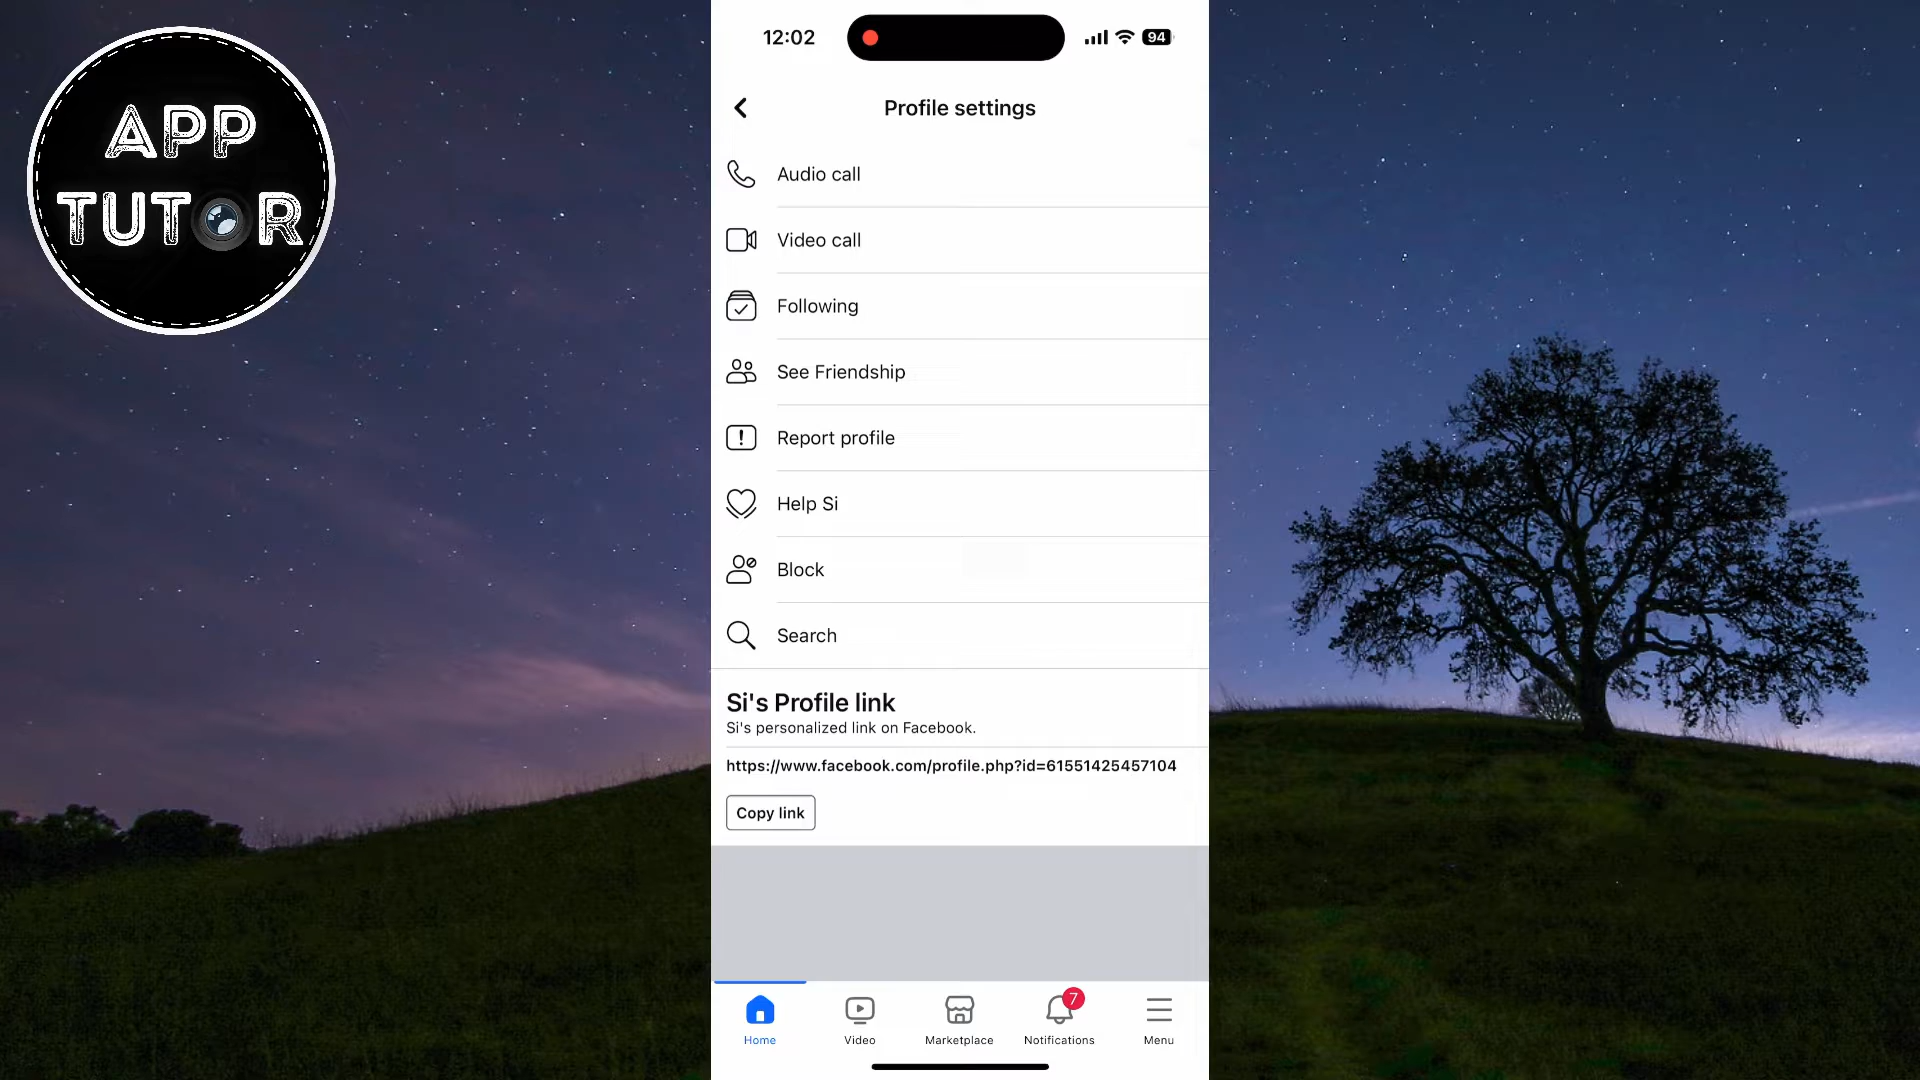 APP
TUTOR
12:02
94
Profile settings
Audio call
Video call
Following
See Friendship
Report profile
Help Si
Block
Search
Si's Profile link
Si's personalized link on Facebook.
https://www.facebook.com/profile.php?id=61551425457104
Copy link
7
Home
Video
Marketplace
Notifications
Menu